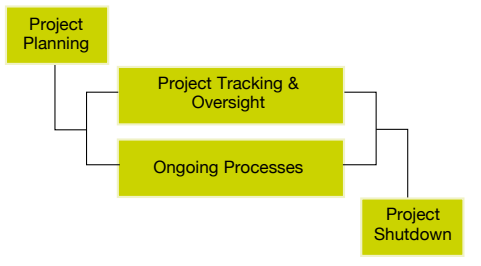 Project
Planning
Project Tracking &
Oversight
Ongoing Processes
Project
Shutdown